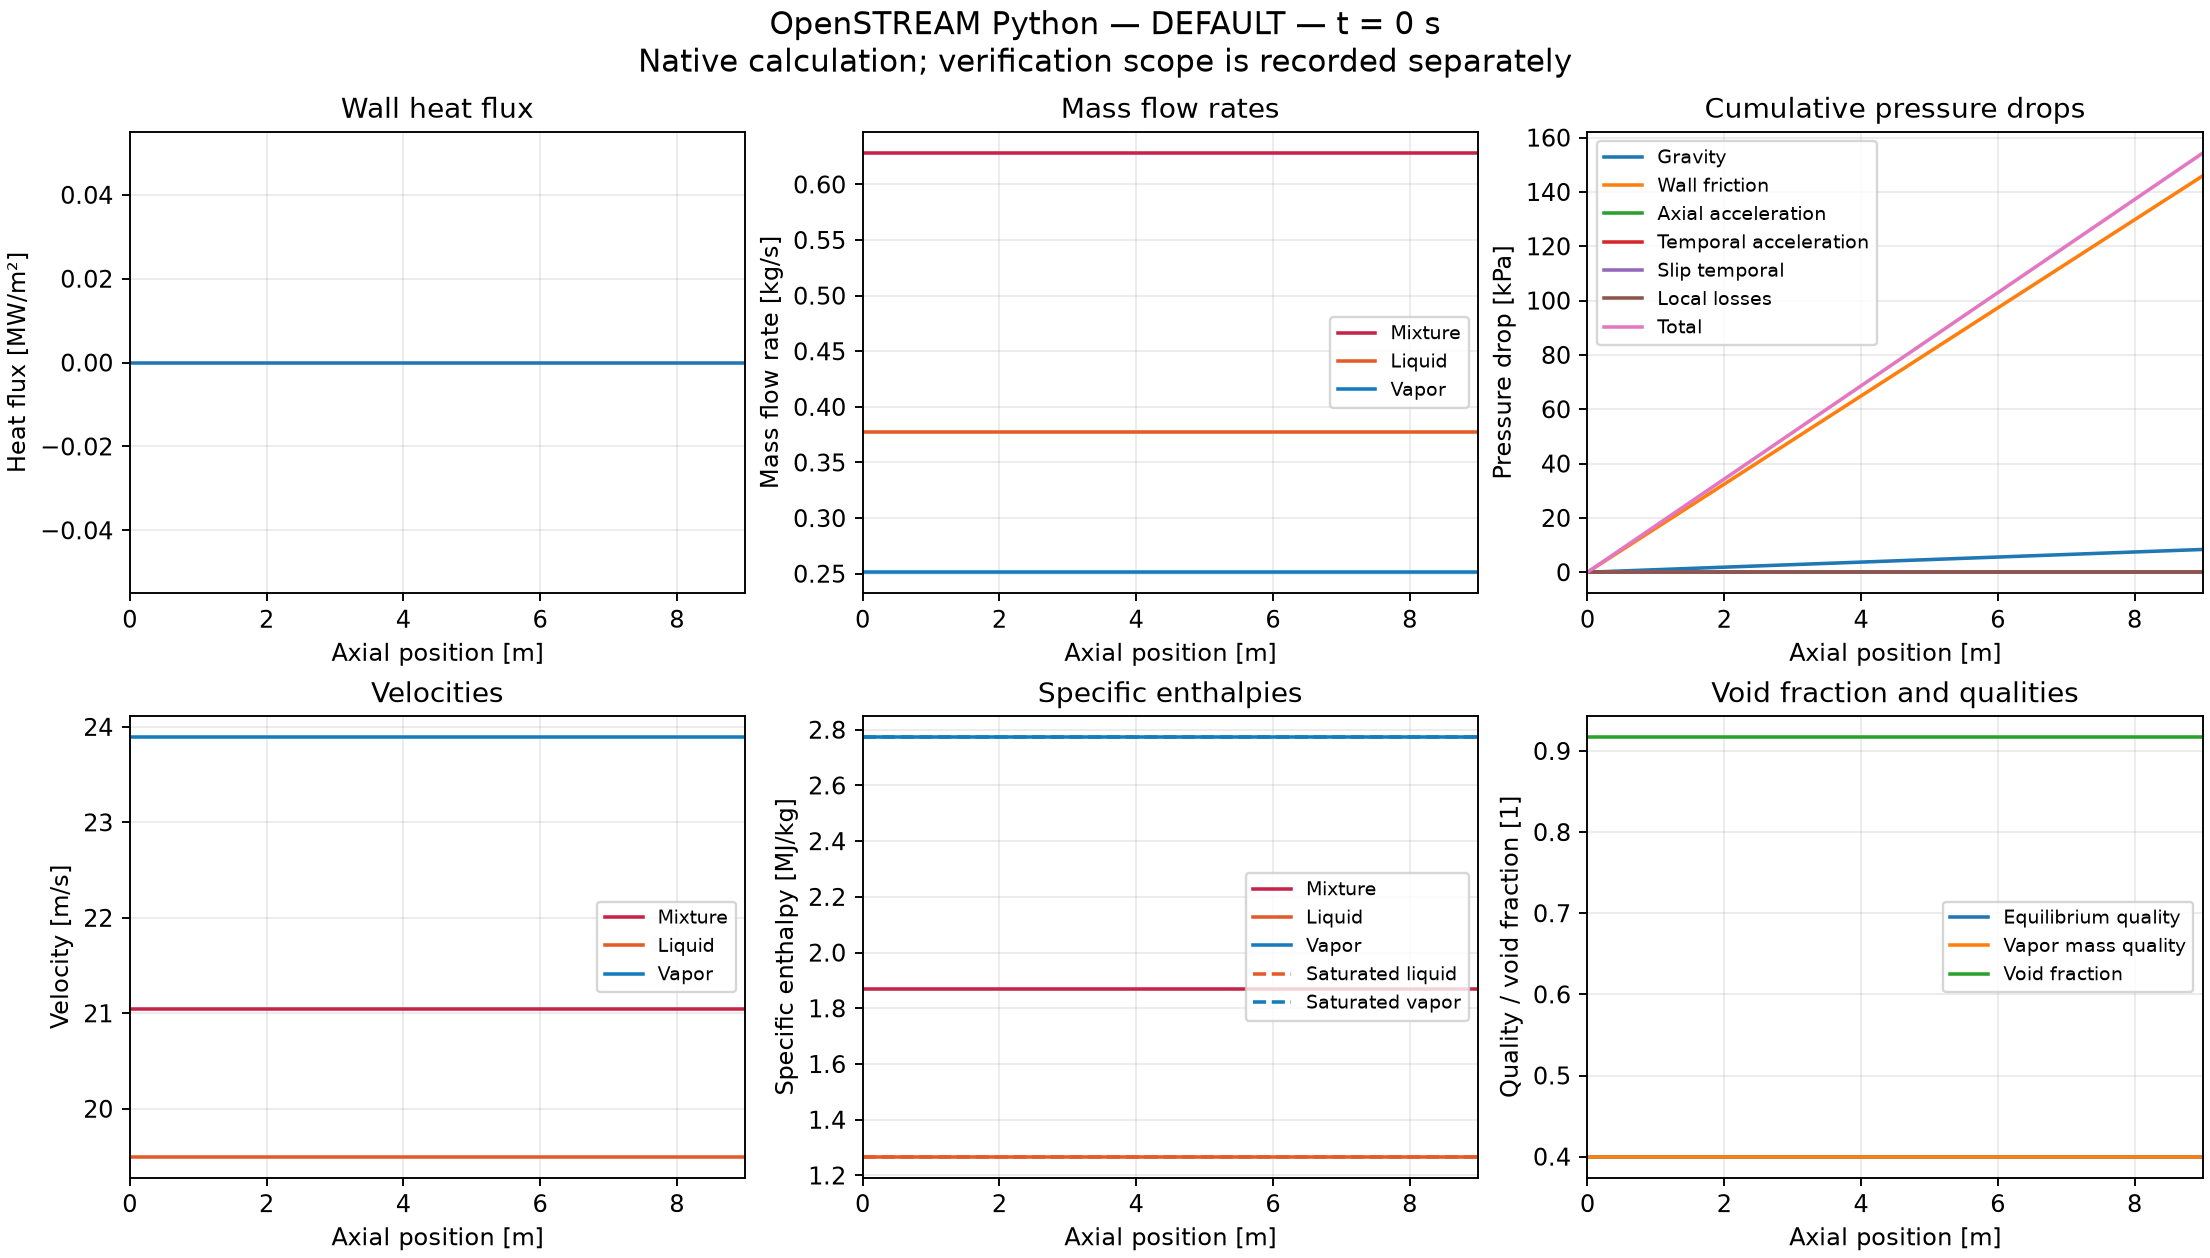 OpenSTREAM Python — DEFAULT — t = 0 s
Native calculation; verification scope is recorded separately
Wall heat flux
Heat flux [MW/m²]
0.04
0.02
0.00
−0.02
−0.04
0 2 4 6 8
Axial position [m]
Mass flow rates
Mass flow rate [kg/s]
0.60
0.55
0.50
0.45
0.40
0.35
0.30
0.25
Mixture
Liquid
Vapor
0 2 4 6 8
Axial position [m]
Cumulative pressure drops
Pressure drop [kPa]
160
140
120
100
80
60
40
20
0
Gravity
Wall friction
Axial acceleration
Temporal acceleration
Slip temporal
Local losses
Total
0 2 4 6 8
Axial position [m]
Velocities
Velocity [m/s]
24
23
22
21
20
Mixture
Liquid
Vapor
0 2 4 6 8
Axial position [m]
Specific enthalpies
Specific enthalpy [MJ/kg]
2.8
2.6
2.4
2.2
2.0
1.8
1.6
1.4
1.2
Mixture
Liquid
Vapor
Saturated liquid
Saturated vapor
0 2 4 6 8
Axial position [m]
Void fraction and qualities
Quality / void fraction [1]
0.9
0.8
0.7
0.6
0.5
0.4
Equilibrium quality
Vapor mass quality
Void fraction
0 2 4 6 8
Axial position [m]